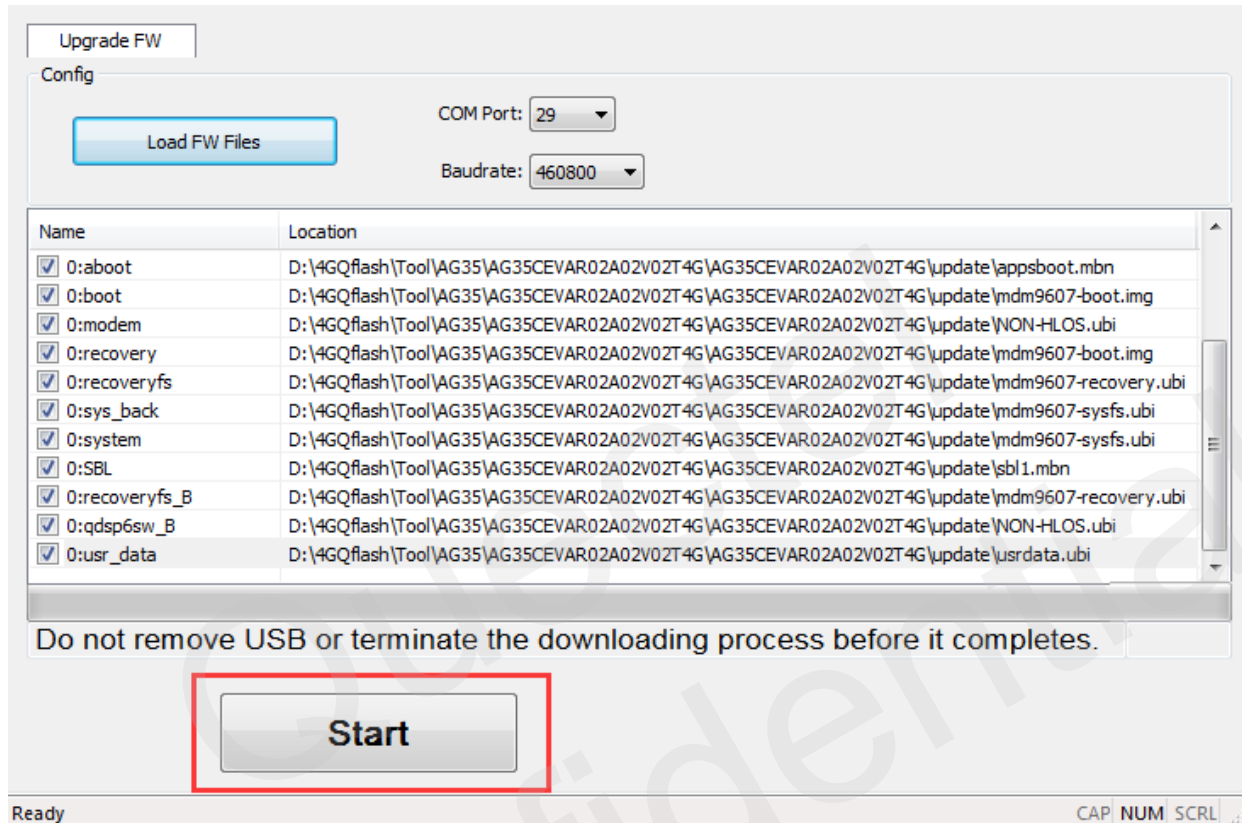 Upgrade FW
Config
Load FW Files
COM Port: 29
Baudrate: 460800
Name Location
0:aboot D:\4GQflash\Tool\AG35\AG35CEVAR02A02V02T4G\AG35CEVAR02A02V02T4G\update\appsboot.mbn
0:boot D:\4GQflash\Tool\AG35\AG35CEVAR02A02V02T4G\AG35CEVAR02A02V02T4G\update\mdm9607-boot.img
0:modem D:\4GQflash\Tool\AG35\AG35CEVAR02A02V02T4G\AG35CEVAR02A02V02T4G\update\NON-HLOS.ubi
0:recovery D:\4GQflash\Tool\AG35\AG35CEVAR02A02V02T4G\AG35CEVAR02A02V02T4G\update\mdm9607-boot.img
0:recoveryfs D:\4GQflash\Tool\AG35\AG35CEVAR02A02V02T4G\AG35CEVAR02A02V02T4G\update\mdm9607-recovery.ubi
0:sys_back D:\4GQflash\Tool\AG35\AG35CEVAR02A02V02T4G\AG35CEVAR02A02V02T4G\update\mdm9607-sysfs.ubi
0:system D:\4GQflash\Tool\AG35\AG35CEVAR02A02V02T4G\AG35CEVAR02A02V02T4G\update\mdm9607-sysfs.ubi
0:SBL D:\4GQflash\Tool\AG35\AG35CEVAR02A02V02T4G\AG35CEVAR02A02V02T4G\update\sbl1.mbn
0:recoveryfs_B D:\4GQflash\Tool\AG35\AG35CEVAR02A02V02T4G\AG35CEVAR02A02V02T4G\update\mdm9607-recovery.ubi
0:qdsp6sw_B D:\4GQflash\Tool\AG35\AG35CEVAR02A02V02T4G\AG35CEVAR02A02V02T4G\update\NON-HLOS.ubi
0:usr_data D:\4GQflash\Tool\AG35\AG35CEVAR02A02V02T4G\AG35CEVAR02A02V02T4G\update\usrdata.ubi
Do not remove USB or terminate the downloading process before it completes.
Start
Ready CAP NUM SCRL
Quectel